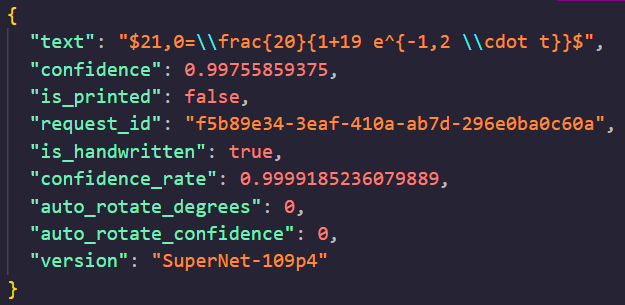 {
"text": "$21,0=\\frac{20}{1+19 e^{-1,2 \\cdot t}}$",
"confidence": 0.99755859375,
"is_printed": false,
"request_id": "f5b89e34-3eaf-410a-ab7d-296e0ba0c60a",
"is_handwritten": true,
"confidence_rate": 0.9999185236079889,
"auto_rotate_degrees": 0,
"auto_rotate_confidence": 0,
"version": "SuperNet-109p4"
}